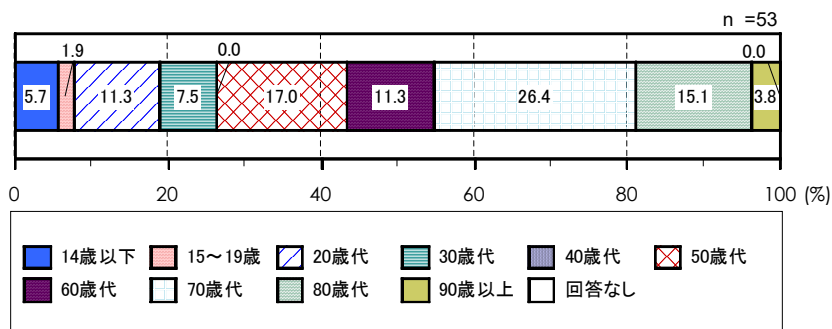 n =53
1.9 0.0 0.0
5.7 11.3 7.5 17.0 11.3 26.4 15.1 3.8
0 20 40 60 80 100 (%)
14歳以下 15～19歳 20歳代 30歳代 40歳代 50歳代
60歳代 70歳代 80歳代 90歳以上 回答なし